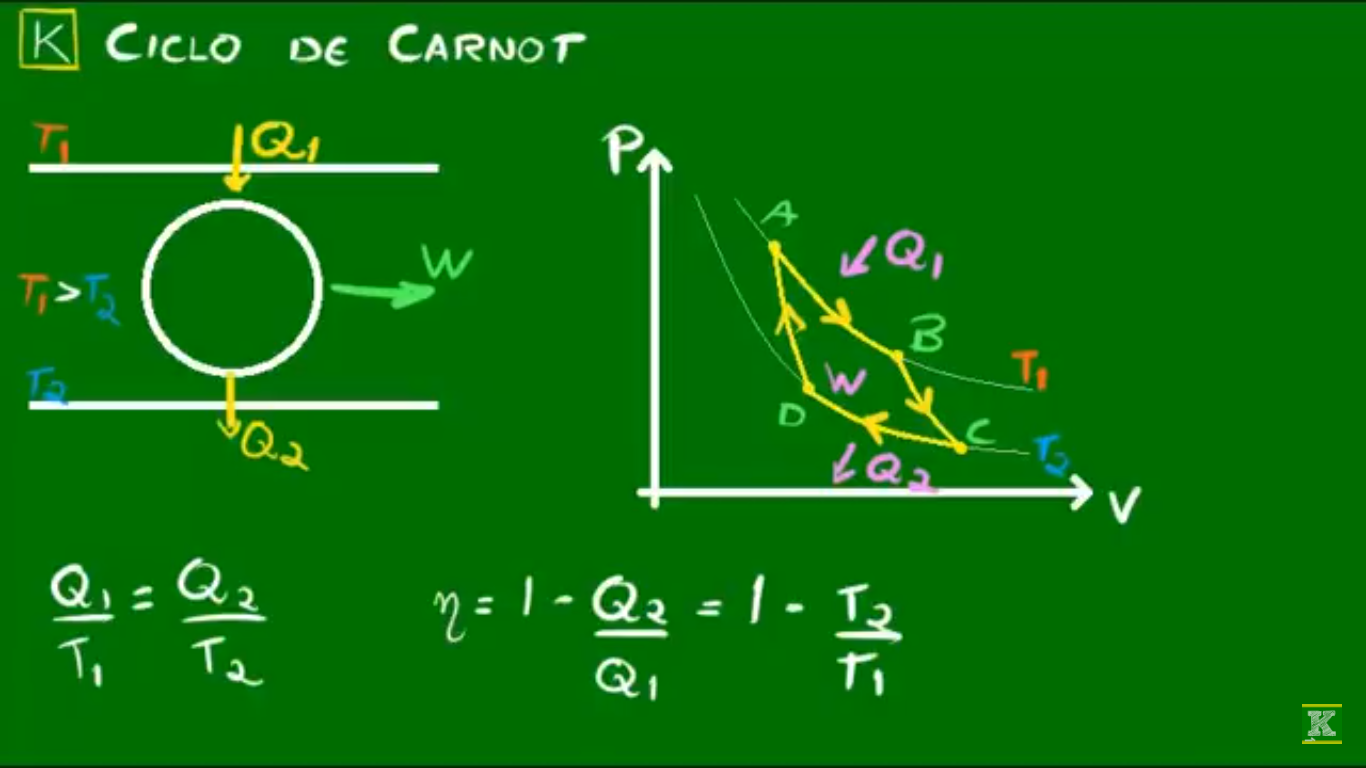 K CICLO DE CARNOT
T1
Q1
T1 > T2
W
T2
Q2
P
A
Q1
B
T1
W
D
C
T2
Q2
V
Q1/T1 = Q2/T2
η = 1 - Q2/Q1 = 1 - T2/T1
K